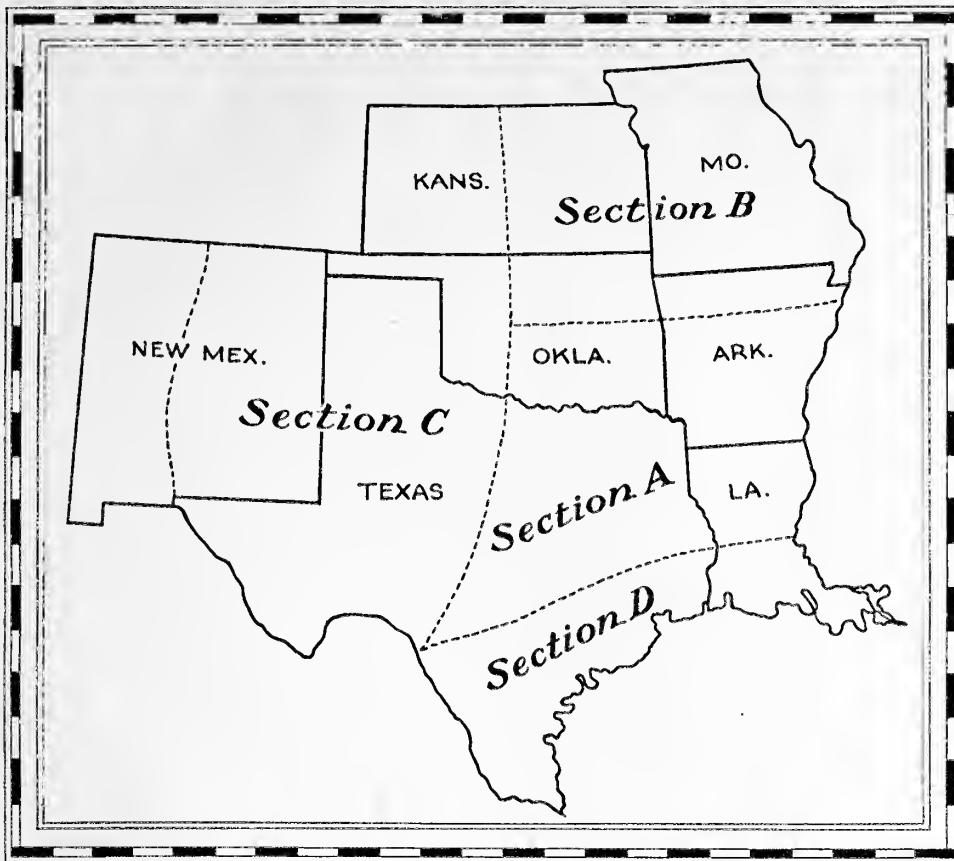 KANS.
MO.
Section B
NEW MEX.
OKLA.
ARK.
Section C
TEXAS
Section A
LA.
Section D